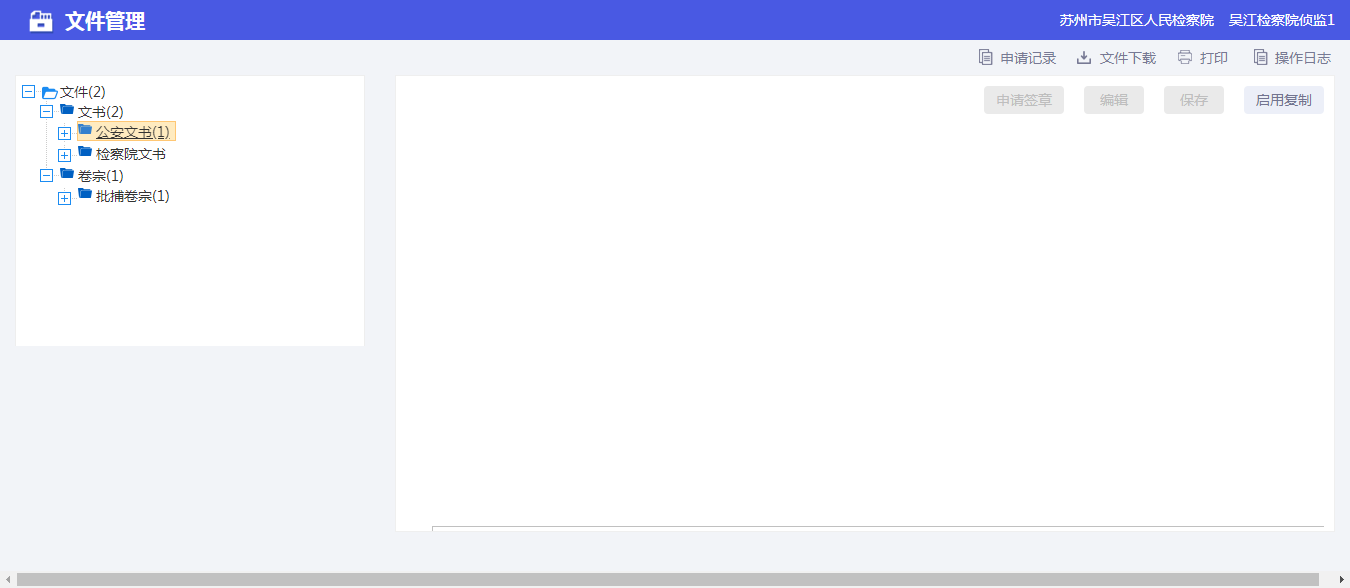 文件管理
苏州市吴江区人民检察院 吴江检察院侦监1
申请记录 文件下载 打印 操作日志
申请签章 编辑 保存 启用复制
文件(2)
文书(2)
公安文书(1)
检察院文书
卷宗(1)
批捕卷宗(1)